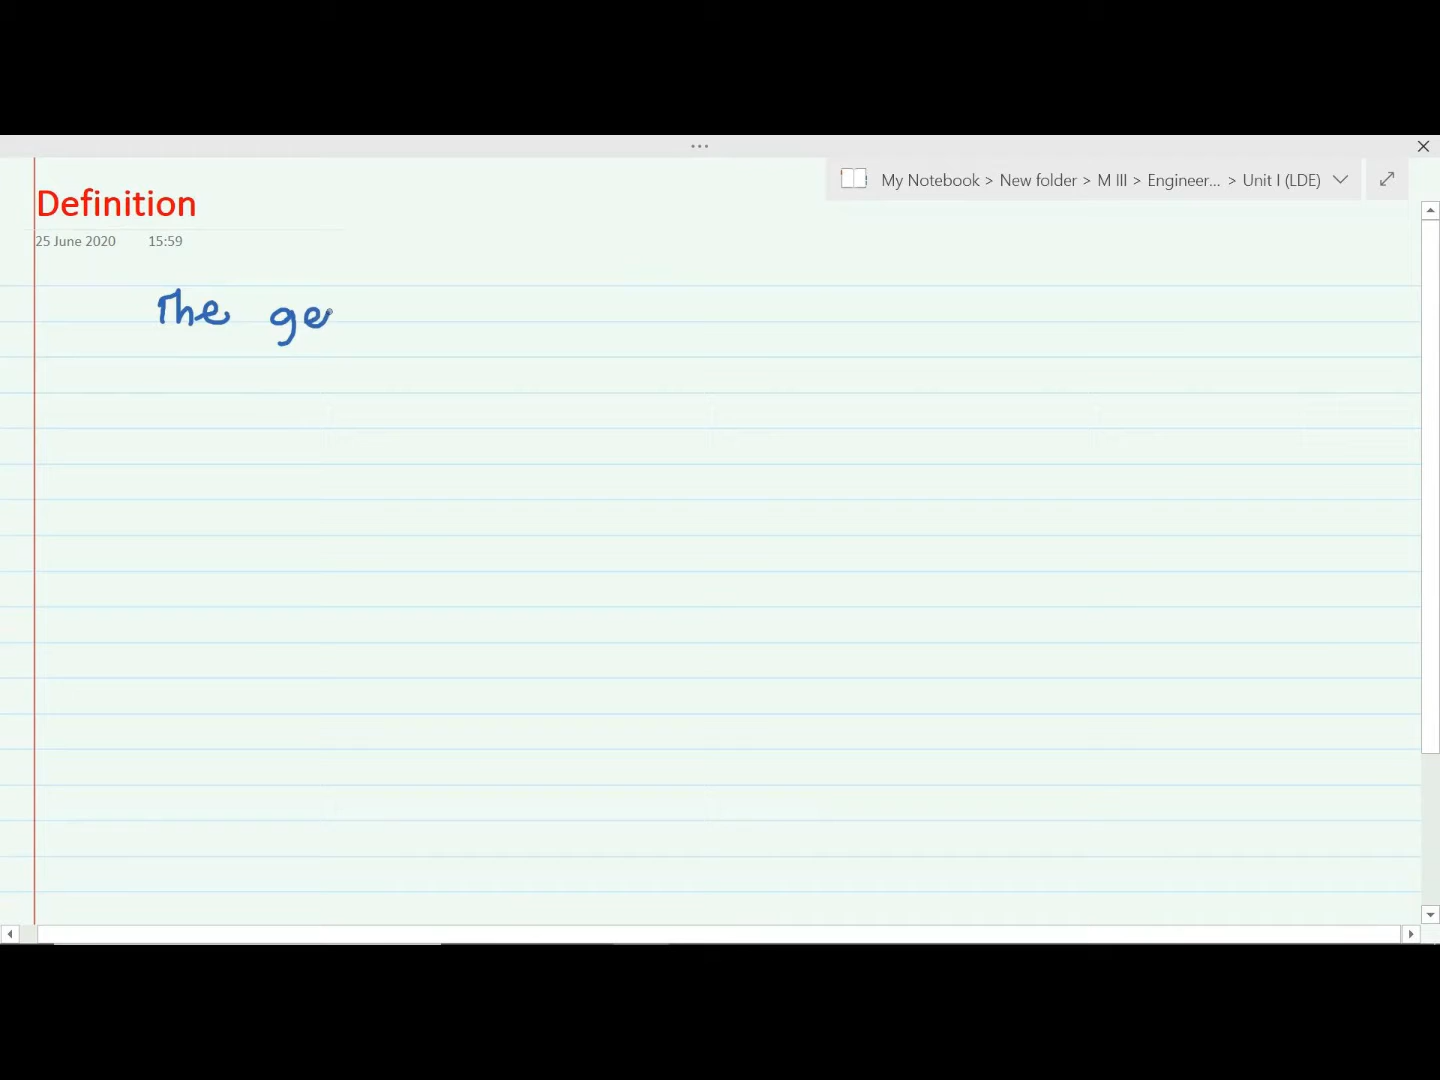 My Notebook > New folder > M III > Engineer... > Unit I (LDE)
Definition
25 June 2020 15:59
The ge